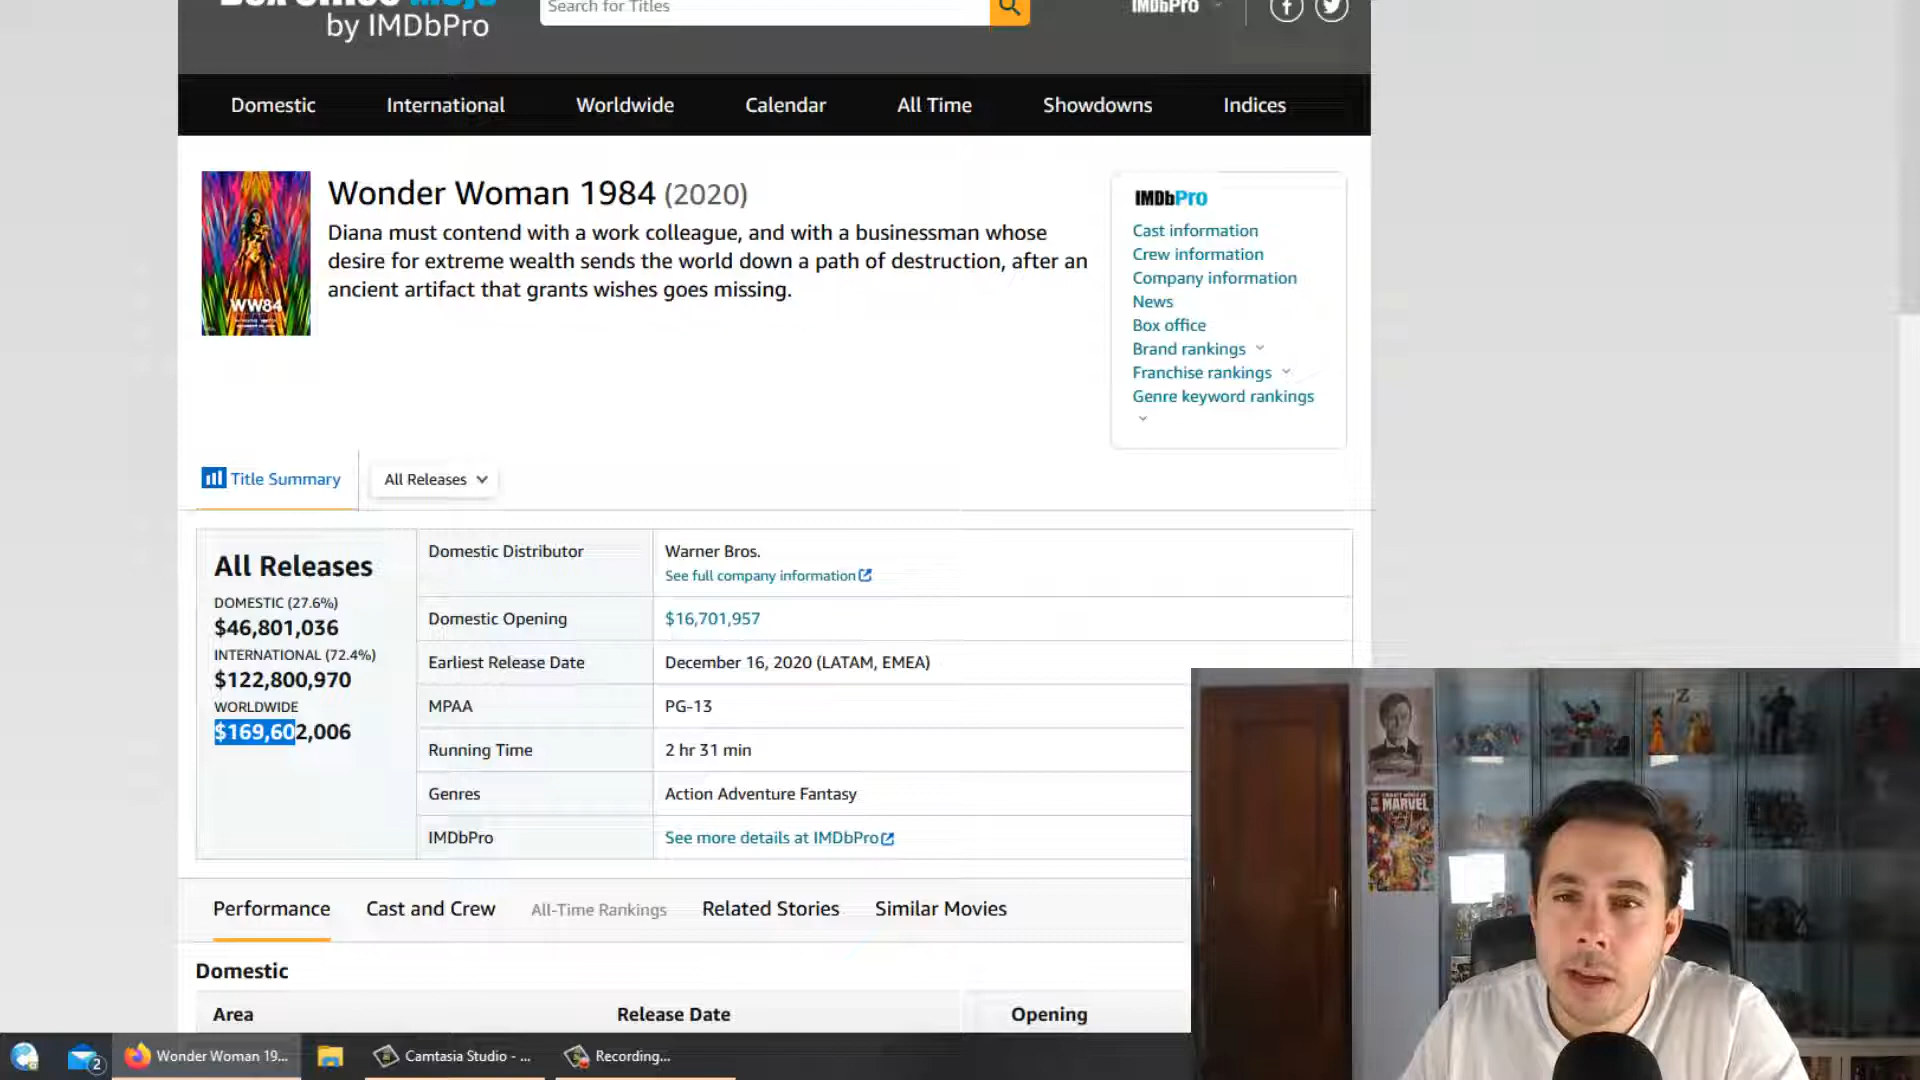 Box Office Mojo
by IMDbPro
Search for Titles
IMDbPro
Domestic International Worldwide Calendar All Time Showdowns Indices
Wonder Woman 1984 (2020)
Diana must contend with a work colleague, and with a businessman whose
desire for extreme wealth sends the world down a path of destruction, after an
ancient artifact that grants wishes goes missing.
WW84
IMDbPro
Cast information
Crew information
Company information
News
Box office
Brand rankings
Franchise rankings
Genre keyword rankings
Title Summary
All Releases
All Releases
DOMESTIC (27.6%)
$46,801,036
INTERNATIONAL (72.4%)
$122,800,970
WORLDWIDE
$169,602,006
Domestic Distributor
Warner Bros.
See full company information
Domestic Opening
$16,701,957
Earliest Release Date
December 16, 2020 (LATAM, EMEA)
MPAA
PG-13
Running Time
2 hr 31 min
Genres
Action Adventure Fantasy
IMDbPro
See more details at IMDbPro
Performance Cast and Crew All-Time Rankings Related Stories Similar Movies
Domestic
Area Release Date Opening
MARVEL
Z
2
Wonder Woman 19...
Camtasia Studio - ...
Recording...